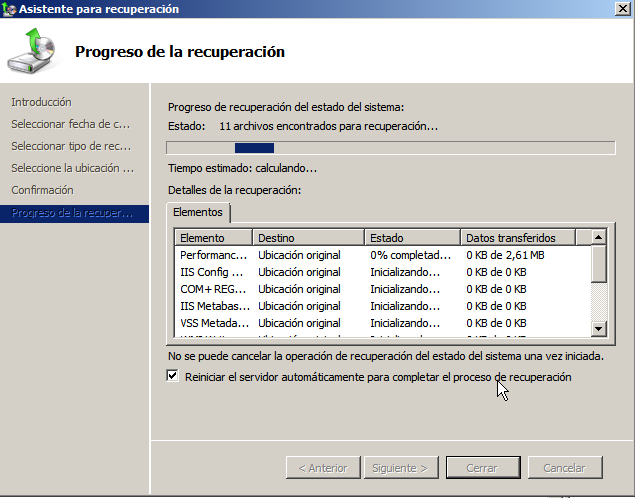 Asistente para recuperación
Progreso de la recuperación
Introducción
Seleccionar fecha de c...
Seleccionar tipo de rec...
Seleccione la ubicación ...
Confirmación
Progreso de la recuper...
Progreso de recuperación del estado del sistema:
Estado: 11 archivos encontrados para recuperación...
Tiempo estimado: calculando...
Detalles de la recuperación:
Elementos
Elemento Destino Estado Datos transferidos
Performanc... Ubicación original 0% completad... 0 KB de 2,61 MB
IIS Config ... Ubicación original Inicializando... 0 KB de 0 KB
COM+ REG... Ubicación original Inicializando... 0 KB de 0 KB
IIS Metabas... Ubicación original Inicializando... 0 KB de 0 KB
VSS Metada... Ubicación original Inicializando... 0 KB de 0 KB
No se puede cancelar la operación de recuperación del estado del sistema una vez iniciada.
Reiniciar el servidor automáticamente para completar el proceso de recuperación
< Anterior Siguiente > Cerrar Cancelar